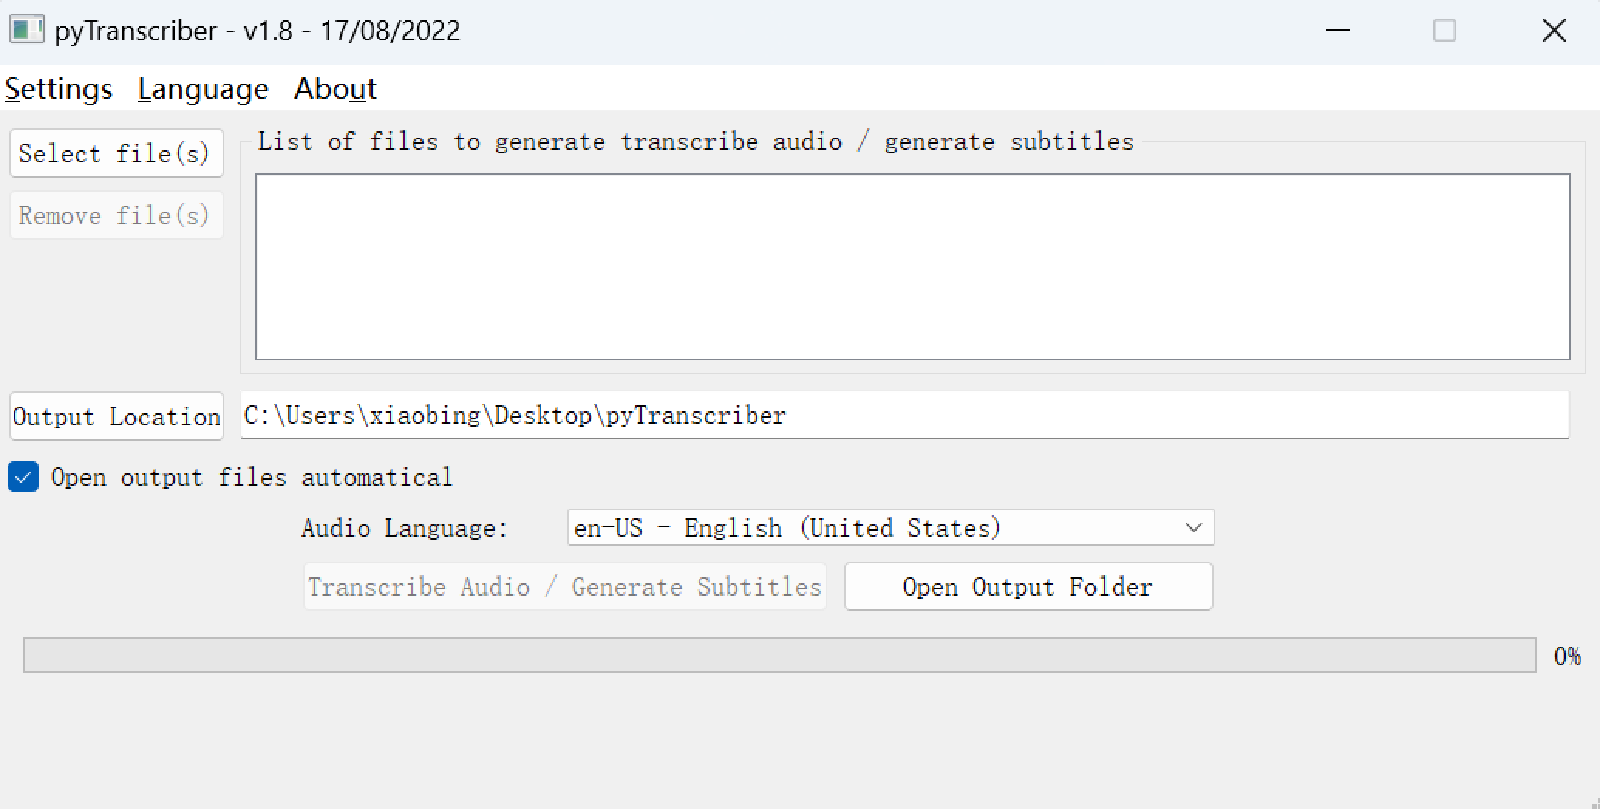 pyTranscriber - v1.8 - 17/08/2022
Settings Language About
Select file(s)
List of files to generate transcribe audio / generate subtitles
Remove file(s)
Output Location C:\Users\xiaobing\Desktop\pyTranscriber
Open output files automatical
Audio Language: en-US - English (United States)
Transcribe Audio / Generate Subtitles Open Output Folder
0%